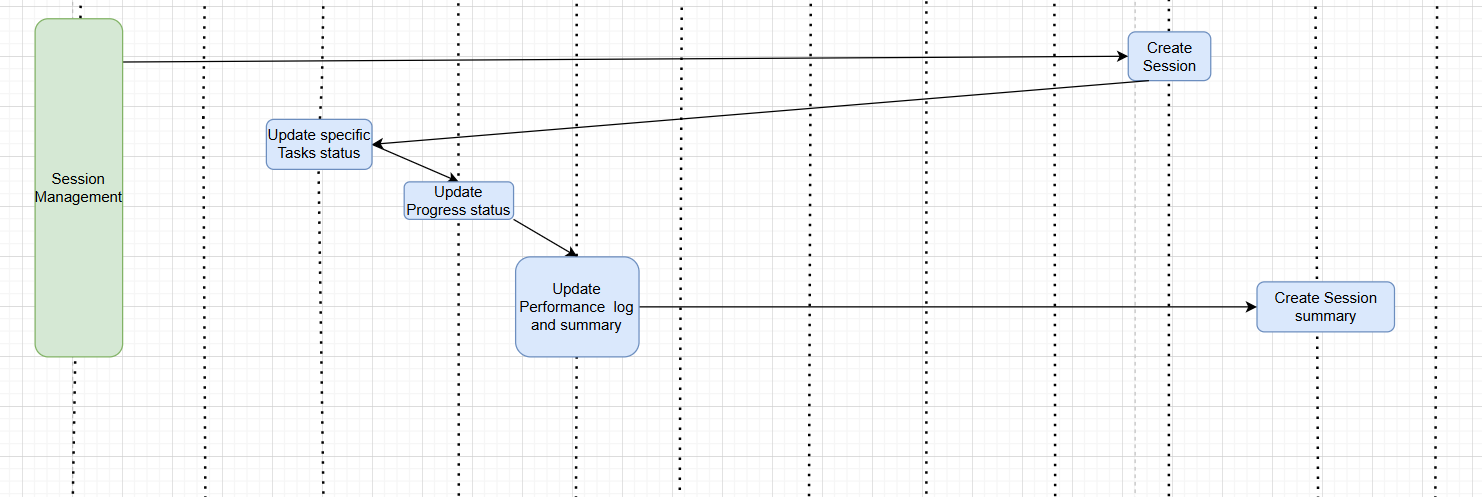 Create
Session
Update specific
Tasks status
Session
Management
Update
Progress status
Update
Performance  log
and summary
Create Session
summary